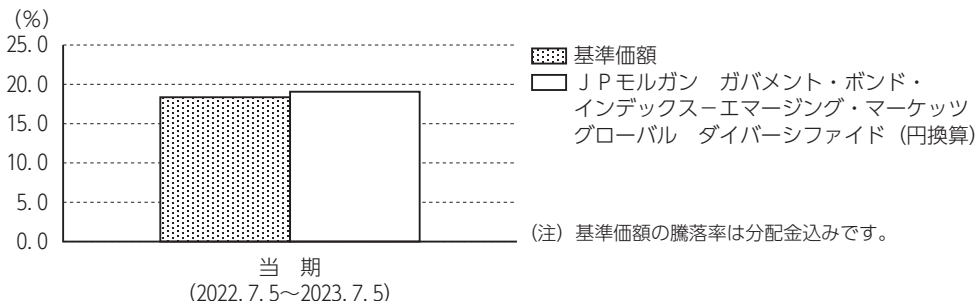 (%)
25.0
20.0
15.0
10.0
5.0
0.0
当 期
(2022.7.5～2023.7.5)
基準価額
ＪＰモルガン ガバメント・ボンド・
インデックス－エマージング・マーケッツ
グローバル ダイバーシファイド（円換算）
（注）基準価額の騰落率は分配金込みです。